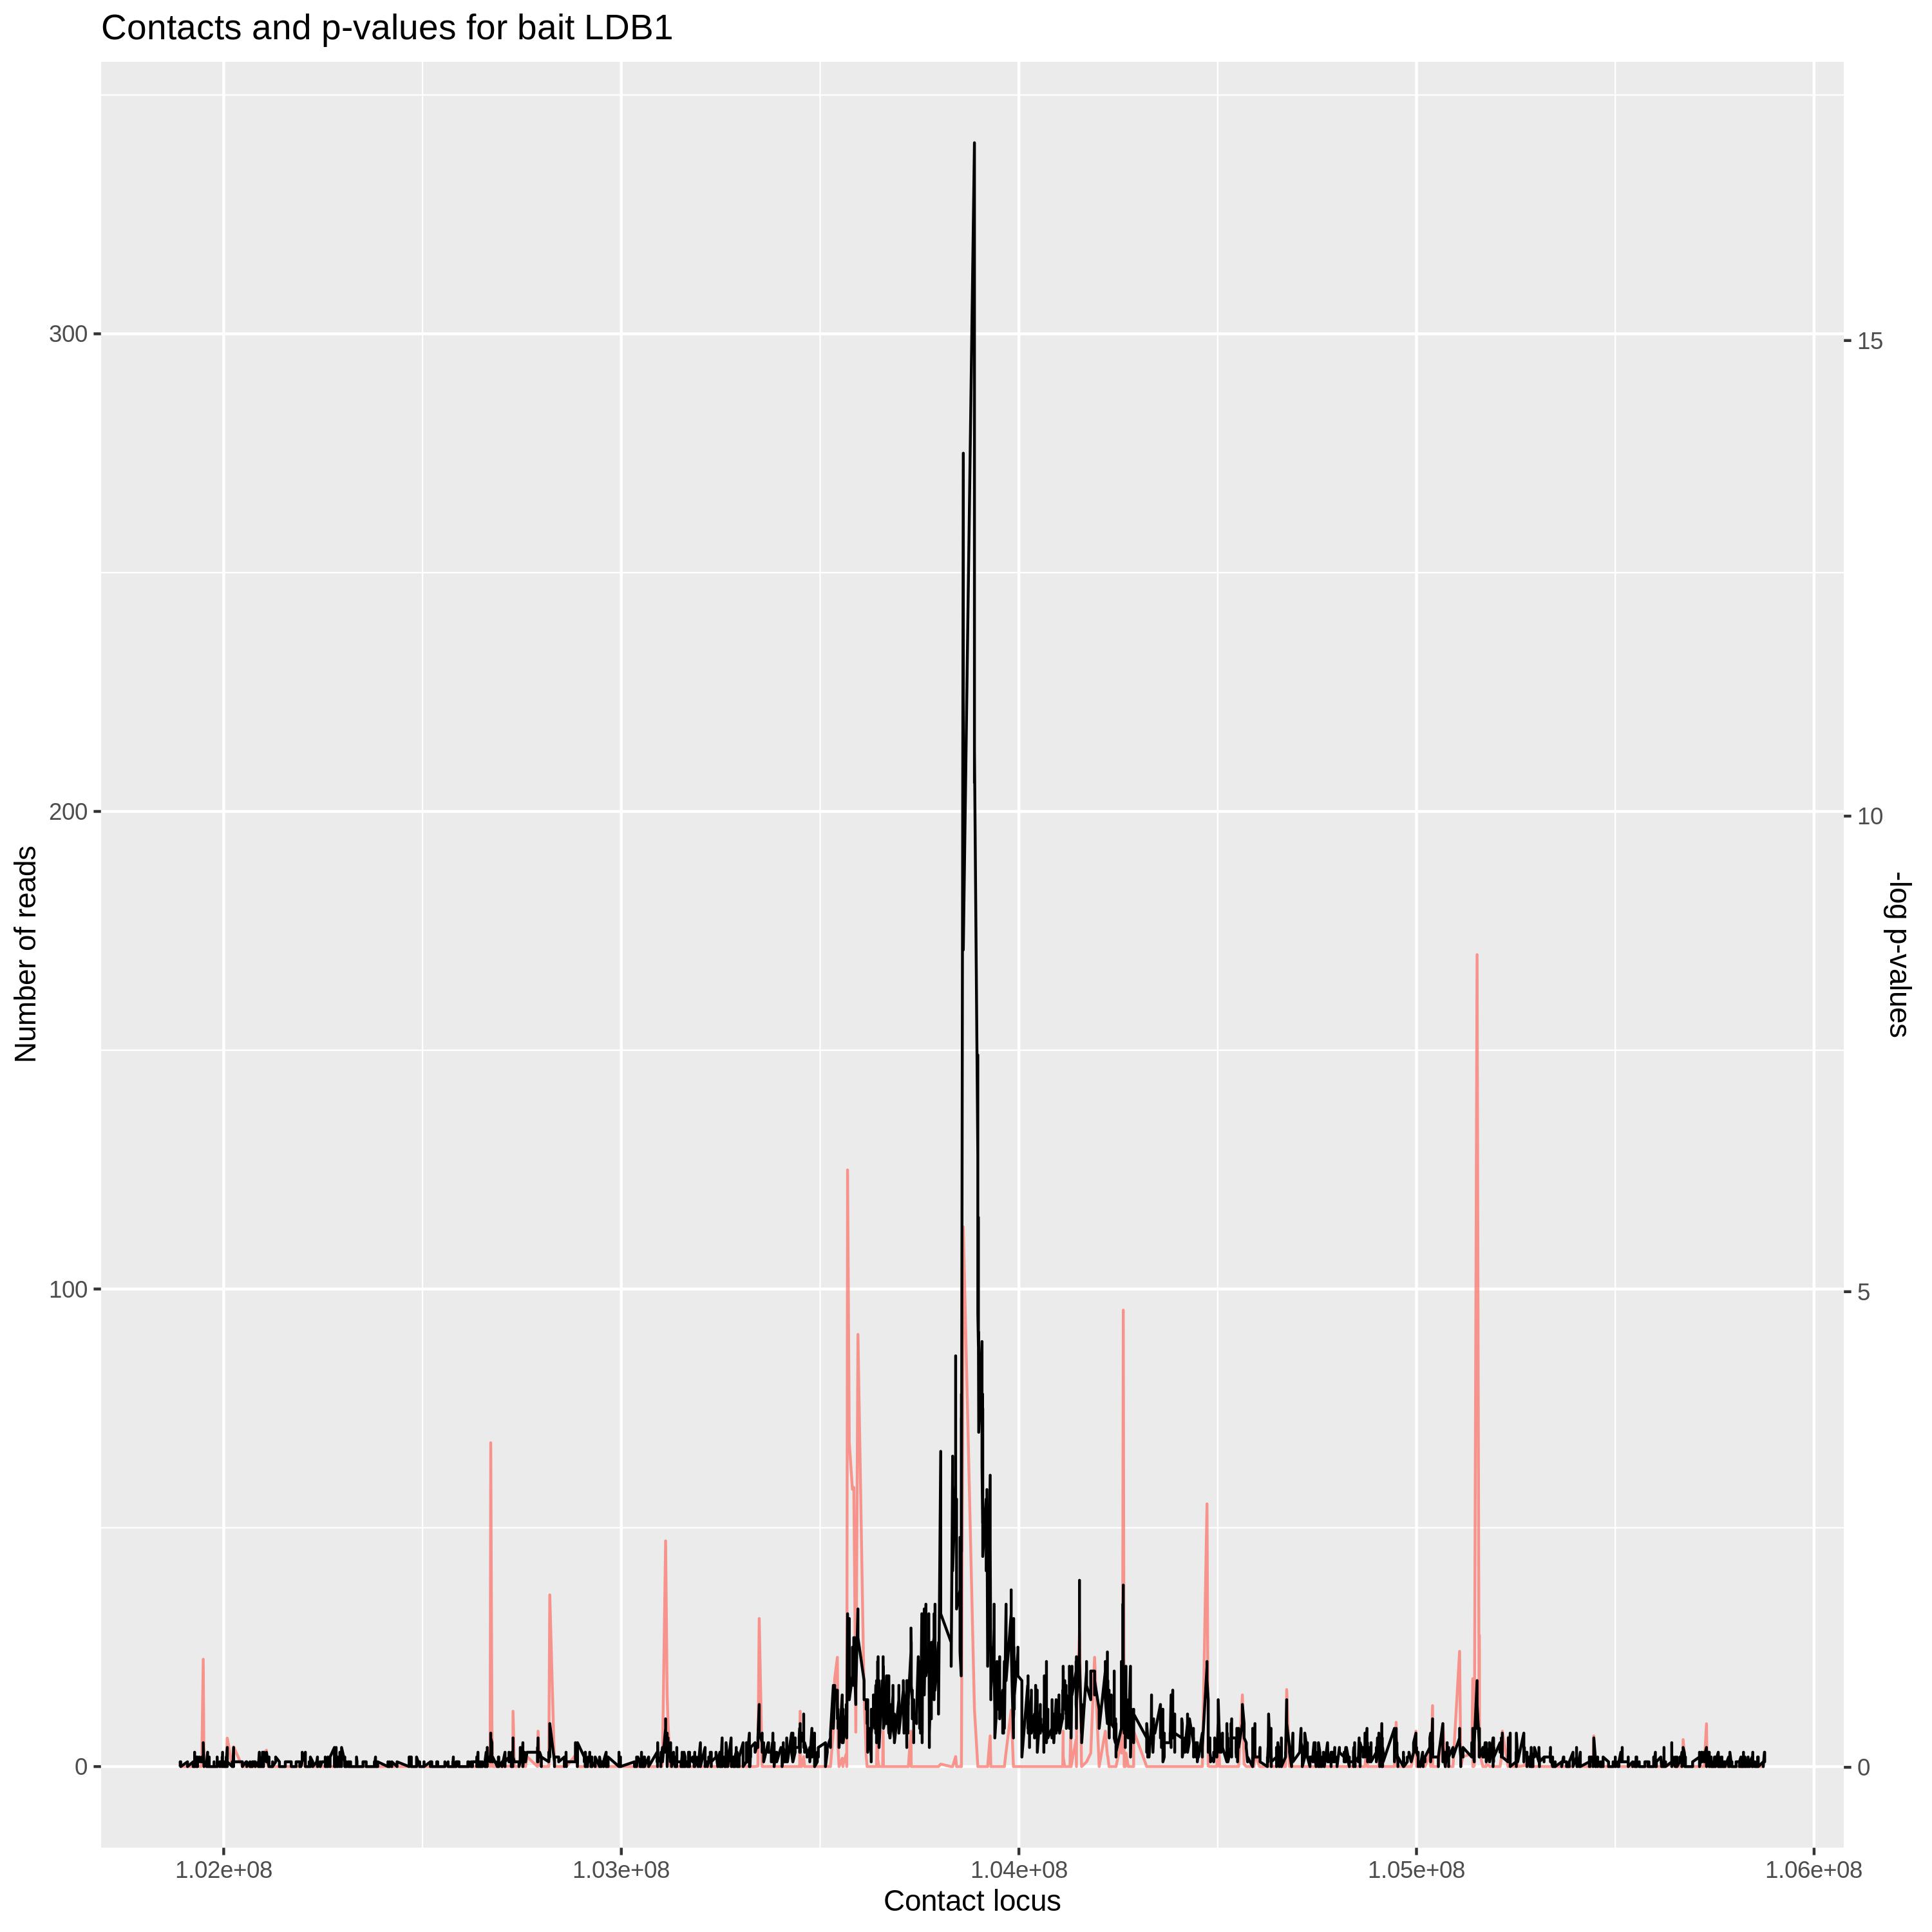 Contacts and p-values for bait LDB1
300
200
100
0
Number of reads
15
10
5
0
-log p-values
1.02e+08 1.03e+08 1.04e+08 1.05e+08 1.06e+08
Contact locus